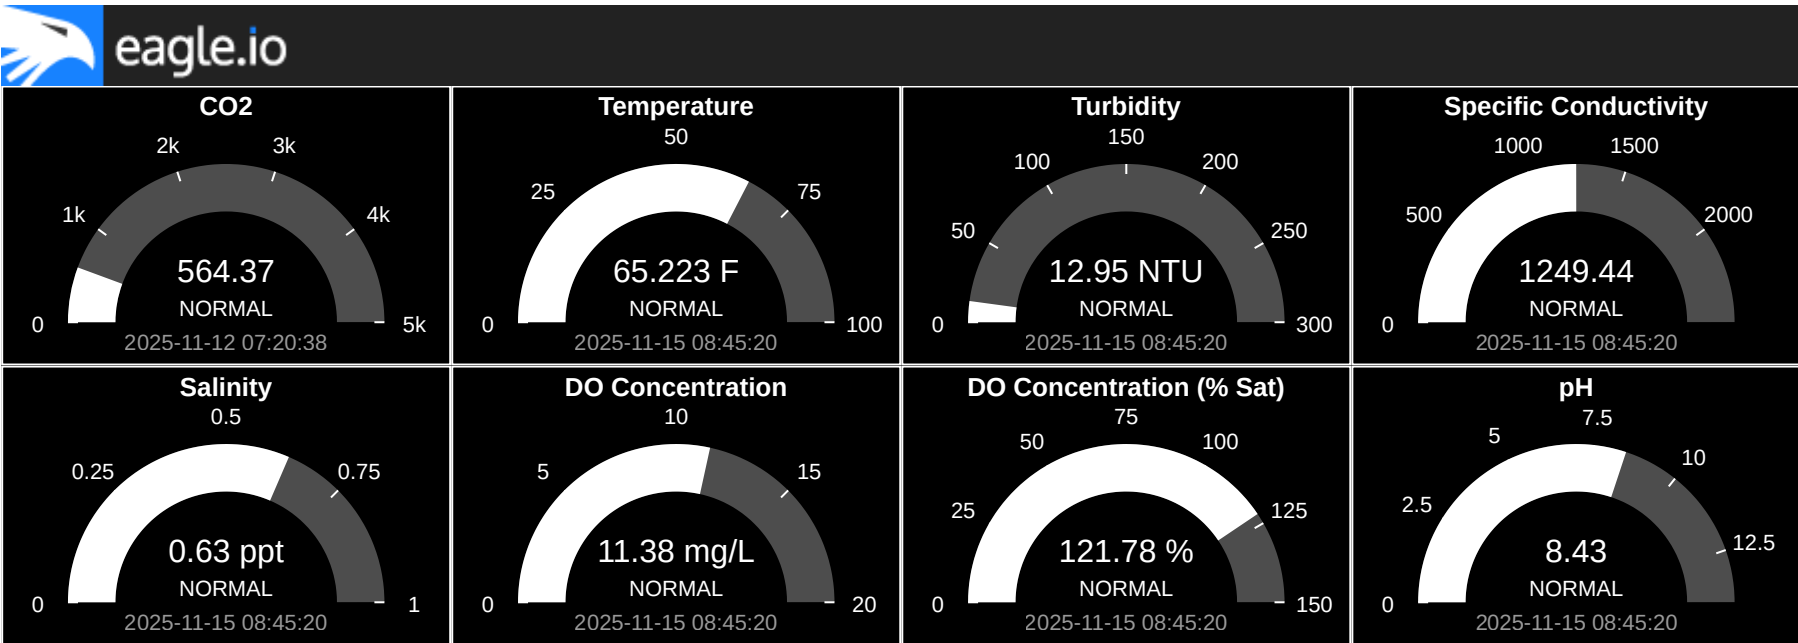 eagle.io
CO2
2k 3k
1k 4k
564.37
NORMAL
0 5k
2025-11-12 07:20:38
Temperature
50
25 75
65.223 F
NORMAL
0 100
2025-11-15 08:45:20
Turbidity
150
100 200
50 250
12.95 NTU
NORMAL
0 300
2025-11-15 08:45:20
Specific Conductivity
1000 1500
500 2000
1249.44
NORMAL
0
2025-11-15 08:45:20
Salinity
0.5
0.25 0.75
0.63 ppt
NORMAL
0 1
2025-11-15 08:45:20
DO Concentration
10
5 15
11.38 mg/L
NORMAL
0 20
2025-11-15 08:45:20
DO Concentration (% Sat)
75
50 100
25 125
121.78 %
NORMAL
0 150
2025-11-15 08:45:20
pH
7.5
5 10
2.5 12.5
8.43
NORMAL
0
2025-11-15 08:45:20